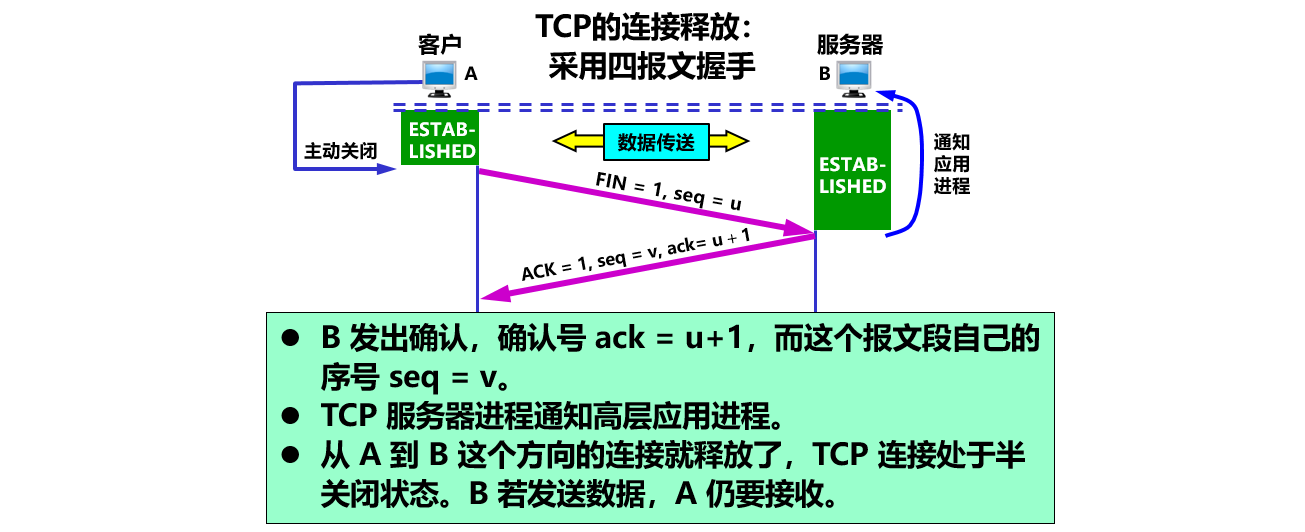 TCP的连接释放：
采用四报文握手
客户
服务器
A
B
ESTAB-
LISHED
数据传送
ESTAB-
LISHED
主动关闭
通知
应用
进程
FIN = 1, seq = u
ACK = 1, seq = v, ack= u + 1
● B 发出确认，确认号 ack = u+1，而这个报文段自己的
序号 seq = v。
● TCP 服务器进程通知高层应用进程。
● 从 A 到 B 这个方向的连接就释放了，TCP 连接处于半
关闭状态。B 若发送数据，A 仍要接收。